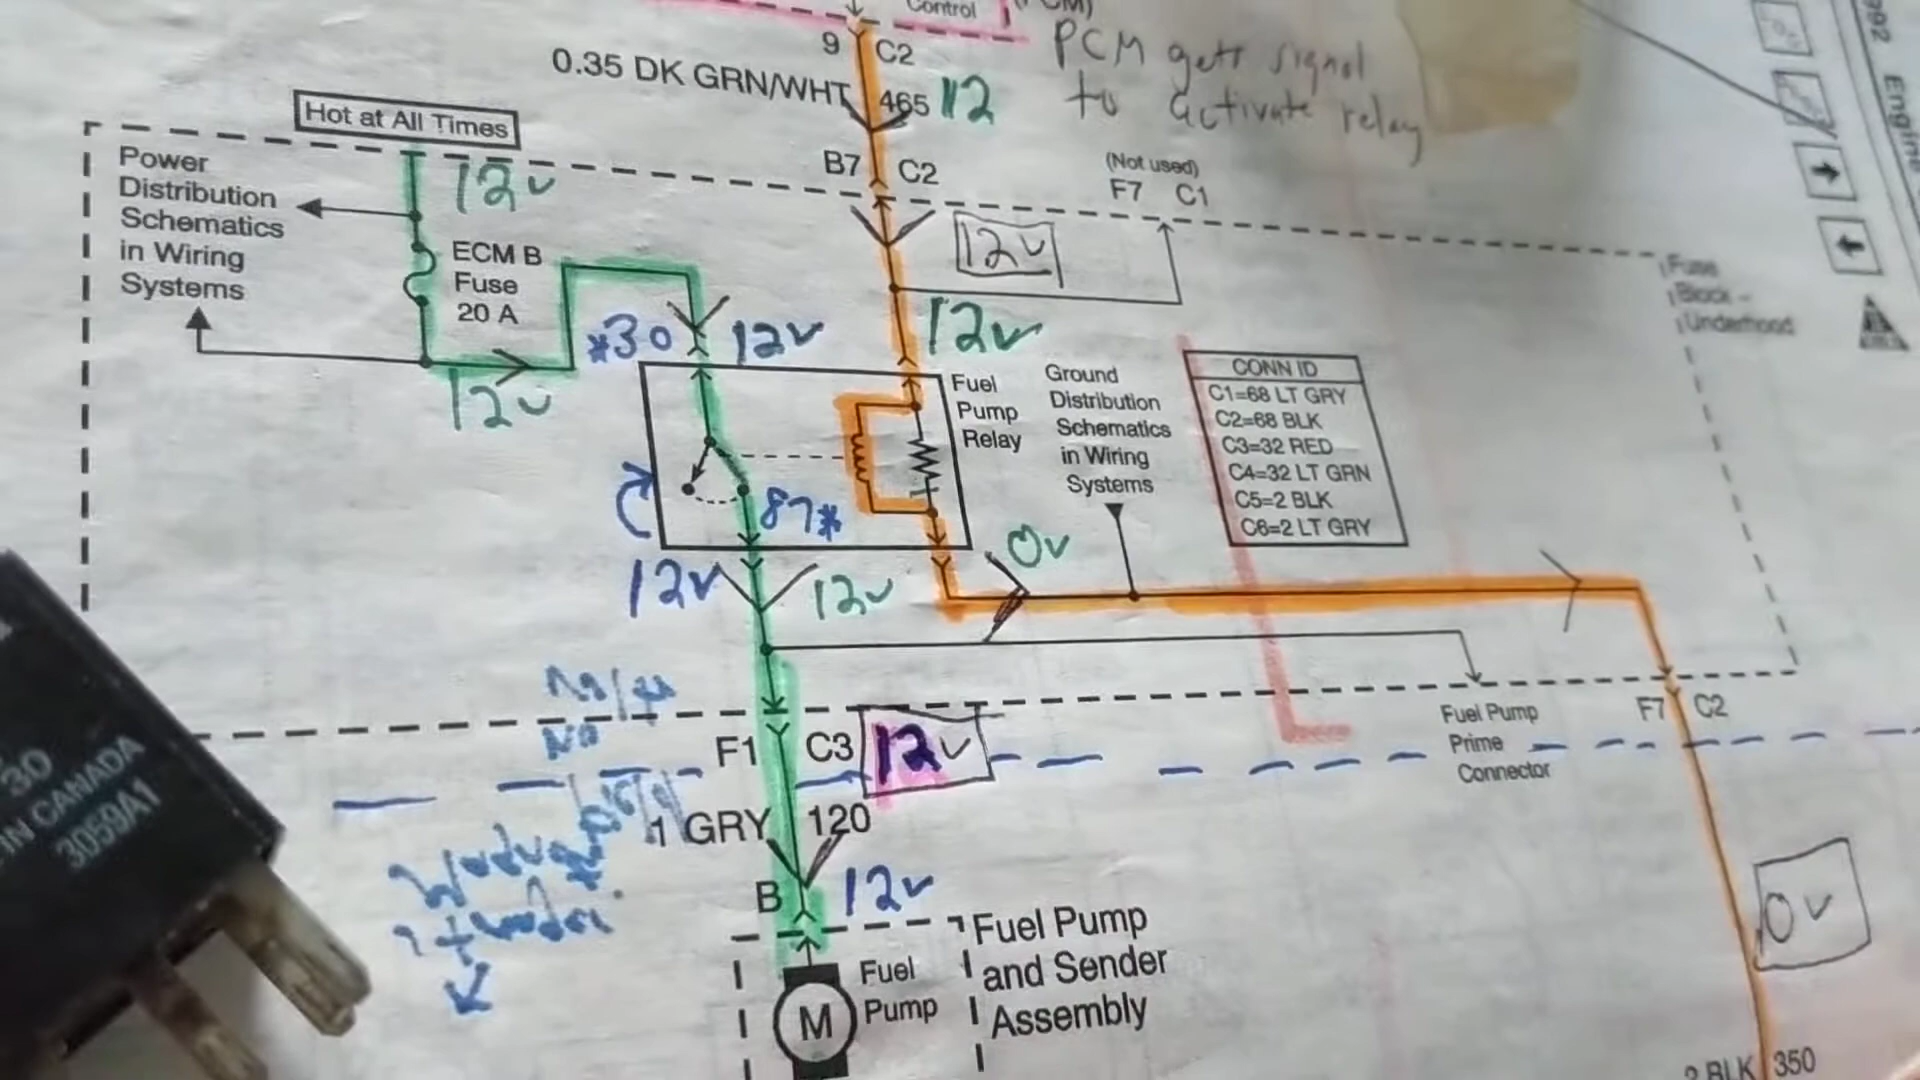 Control
9 C2
0.35 DK GRN/WHT 465 12
PCM gets signal
to activate relay
992 Engine
Hot at All Times
B7 C2
(Not used)
F7 C1
Power
Distribution
Schematics
in Wiring
Systems
12v
ECM B
Fuse
20 A
12v
12v
Fuse
Block -
Underhood
*30
12v
12v
Fuel
Pump
Relay
Ground
Distribution
Schematics
in Wiring
Systems
CONN ID
C1=68 LT GRY
C2=68 BLK
C3=32 RED
C4=32 LT GRN
C5=2 BLK
C6=2 LT GRY
87*
0v
12v
12v
F1 C3
12v
Fuel Pump
Prime
Connector
F7 C2
1 GRY 120
B
12v
0v
Fuel
Pump
M
Fuel Pump
and Sender
Assembly
BLK 350
30
IN CANADA
3059A1